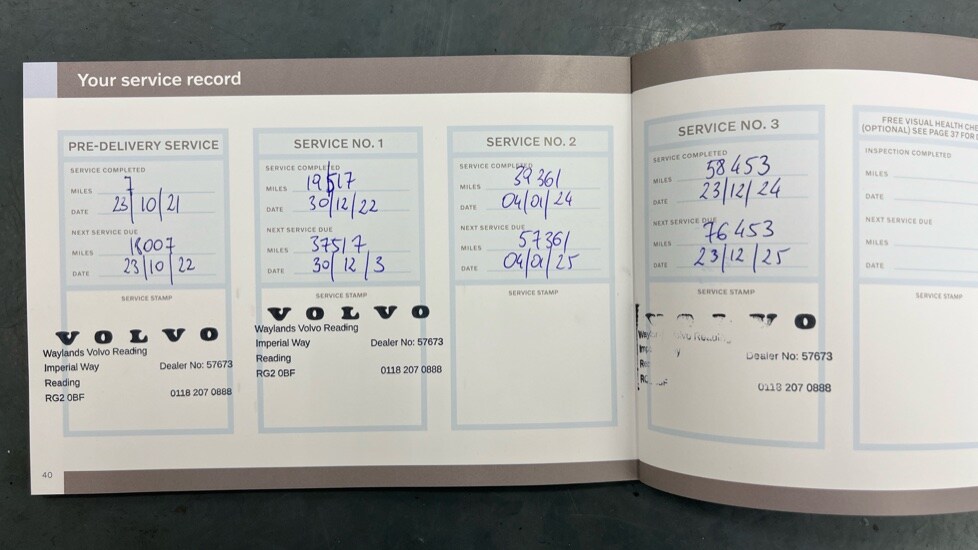 Your service record
PRE-DELIVERY SERVICE
SERVICE COMPLETED
MILES 7
DATE 23/10/21
NEXT SERVICE DUE
MILES 18007
DATE 23/10/22
SERVICE STAMP
VOLVO
Waylands Volvo Reading
Imperial Way Dealer No: 57673
Reading
RG2 0BF 0118 207 0888
SERVICE NO. 1
SERVICE COMPLETED
MILES 19517
DATE 30/12/22
NEXT SERVICE DUE
MILES 37517
DATE 30/12/3
SERVICE STAMP
VOLVO
Waylands Volvo Reading
Imperial Way Dealer No: 57673
Reading
RG2 0BF 0118 207 0888
SERVICE NO. 2
SERVICE COMPLETED
MILES 39361
DATE 04/01/24
NEXT SERVICE DUE
MILES 57361
DATE 04/01/25
SERVICE STAMP
SERVICE NO. 3
SERVICE COMPLETED
MILES 58453
DATE 23/12/24
NEXT SERVICE DUE
MILES 76453
DATE 23/12/25
SERVICE STAMP
VO
Dealer No: 57673
0118 207 0888
FREE VISUAL HEALTH
(OPTIONAL) SEE PAGE 37 FOR
INSPECTION COMPLETED
MILES
DATE
NEXT SERVICE DUE
MILES
DATE
SERVICE STAMP
40